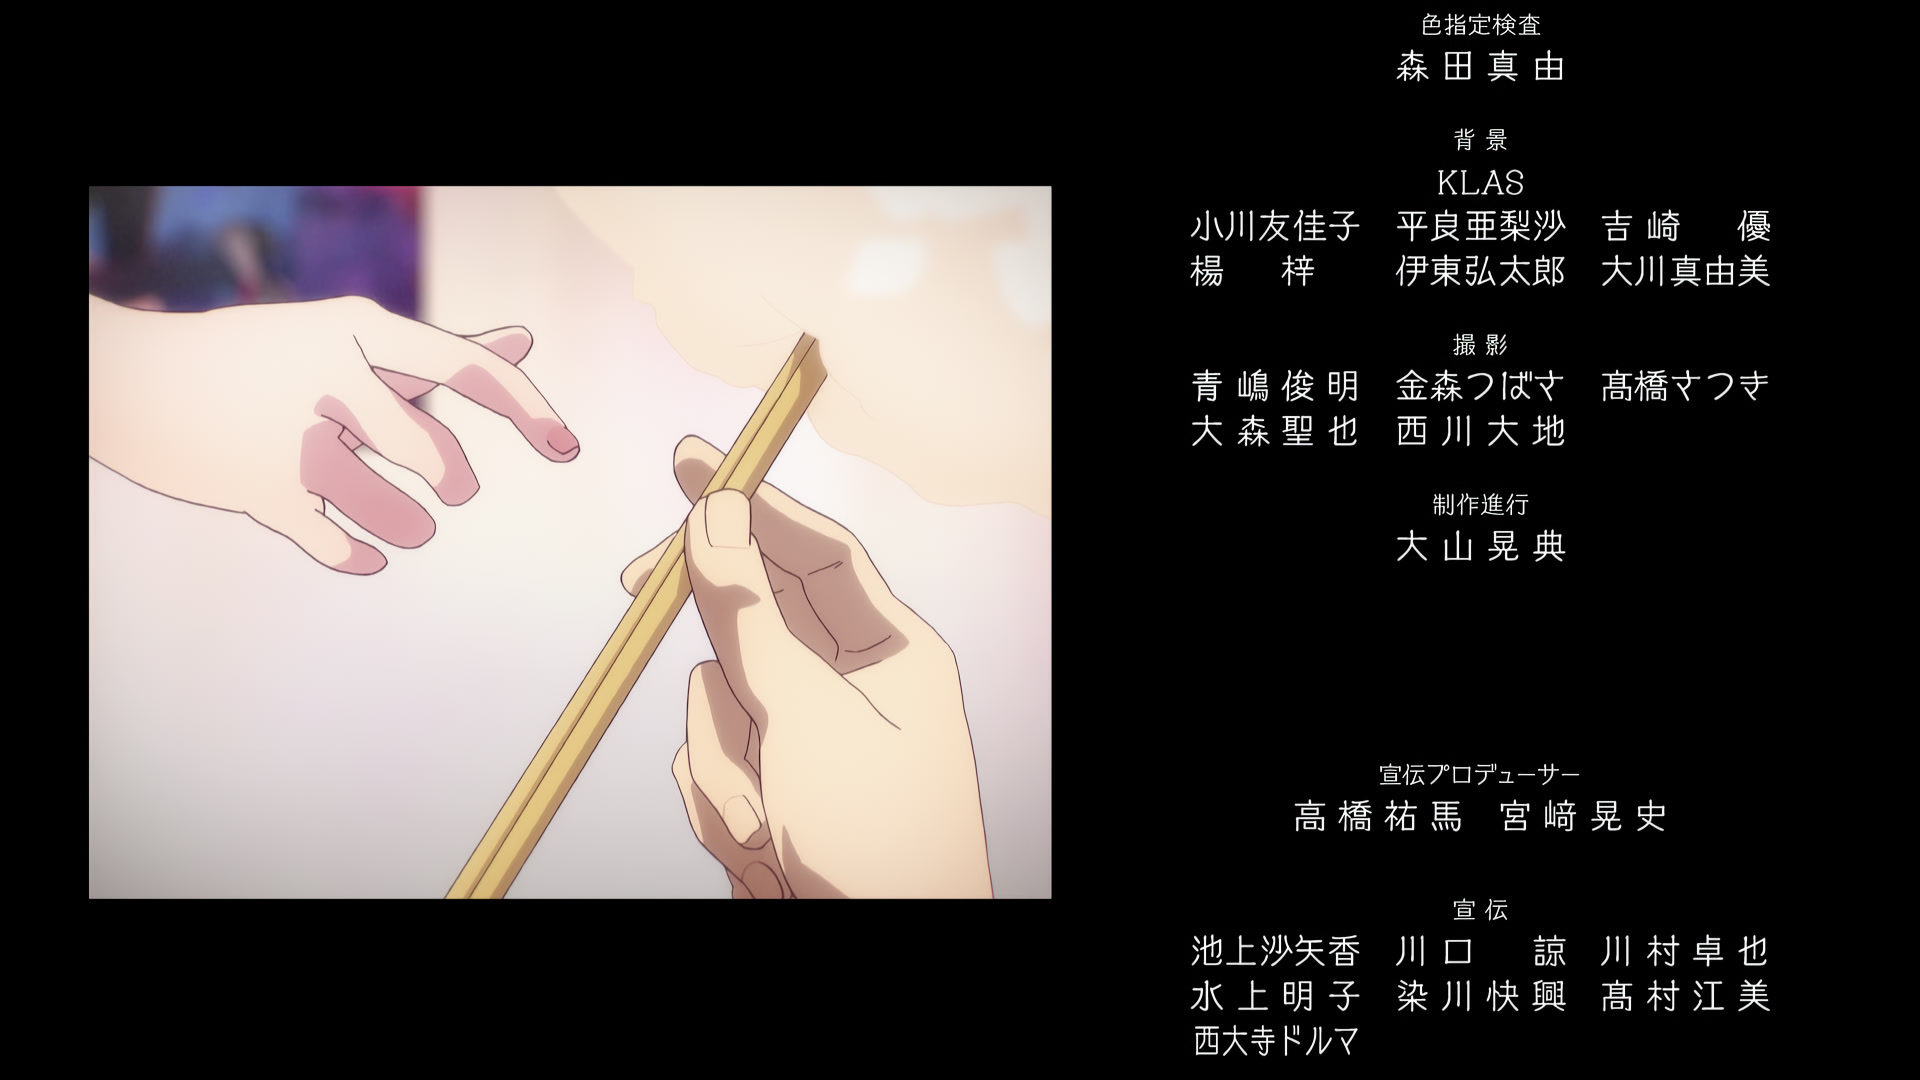 色指定検査
森田真由
背景
KLAS
小川友佳子　平良亜梨沙　吉崎　優
楊　梓　伊東弘太郎　大川真由美
撮影
青嶋俊明　金森つばさ　髙橋さつき
大森聖也　西川大地
制作進行
大山晃典
宣伝プロデューサー
高橋祐馬　宮﨑晃史
宣伝
池上沙矢香　川口　諒　川村卓也
水上明子　染川快興　髙村江美
西大寺ドルマ